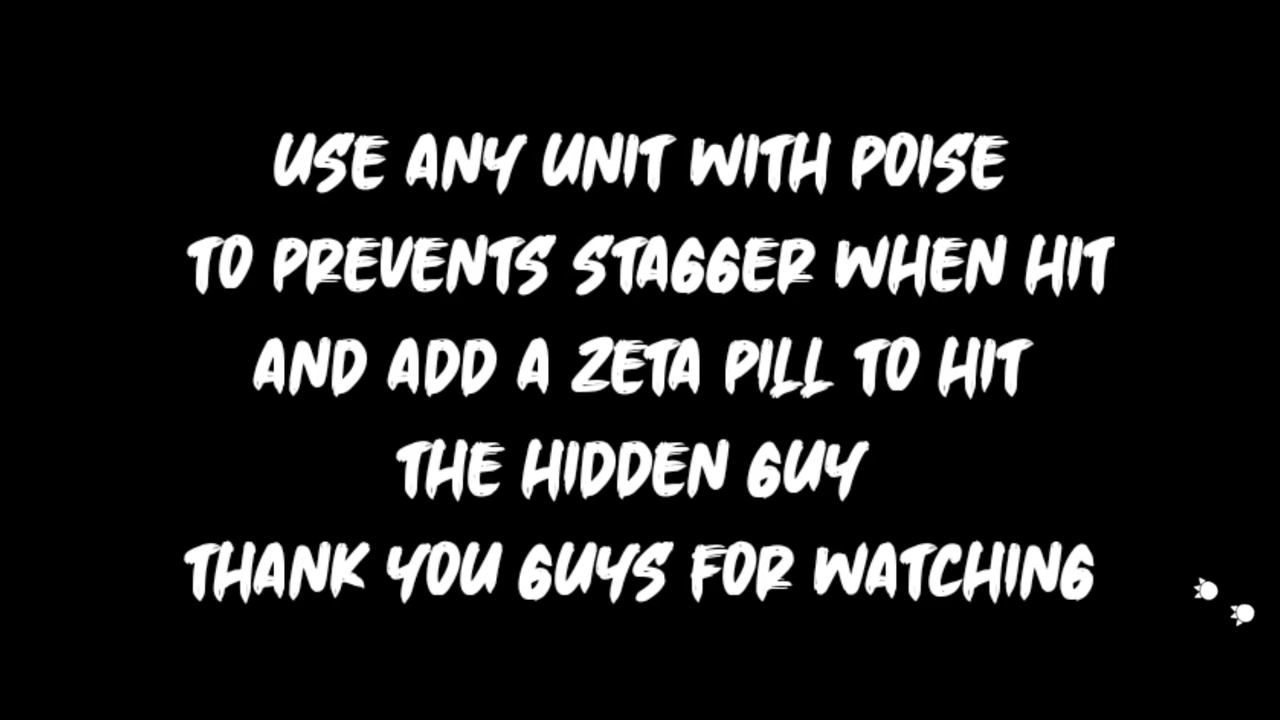 USE ANY UNIT WITH POISE
TO PREVENTS STAGGER WHEN HIT
AND ADD A ZETA PILL TO HIT
THE HIDDEN GUY
THANK YOU GUYS FOR WATCHING